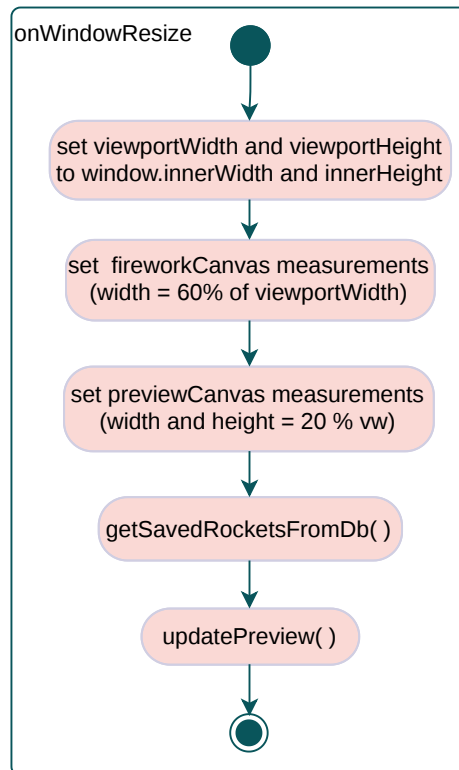 onWindowResize
set viewportWidth and viewportHeight
to window.innerWidth and innerHeight
set  fireworkCanvas measurements
(width = 60% of viewportWidth)
set previewCanvas measurements
(width and height = 20 % vw)
getSavedRocketsFromDb( )
updatePreview( )